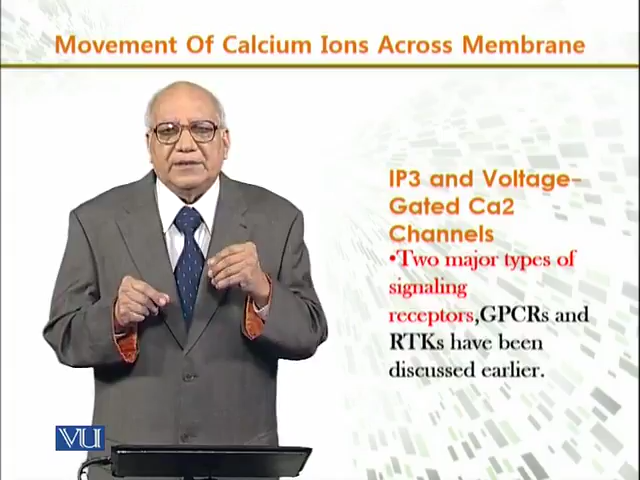 Movement Of Calcium Ions Across Membrane
IP3 and Voltage-
Gated Ca2
Channels
•Two major types of
signaling
receptors,GPCRs and
RTKs have been
discussed earlier.
VU